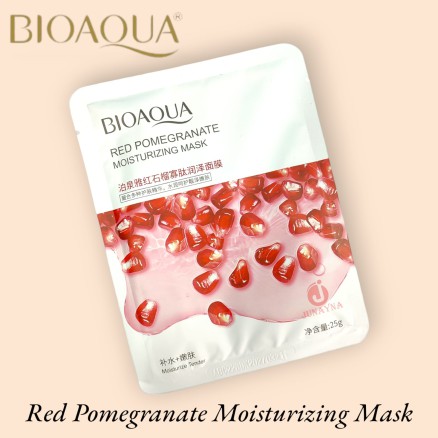 BIOAQUA®
BIOAQUA
RED POMEGRANATE
MOISTURIZING MASK
泊泉雅红石榴寡肽润泽面膜
JUNAYNA
净含量:25g
补水+嫩肤
Moisturize Tender
Red Pomegranate Moisturizing Mask